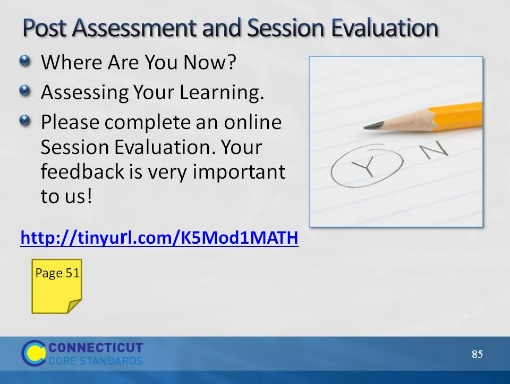 Post Assessment and Session Evaluation
Where Are You Now?
Assessing Your Learning.
Please complete an online
Session Evaluation. Your
feedback is very important
to us!
Y N
http://tinyurl.com/K5Mod1MATH
Page 51
CONNECTICUT
CORE STANDARDS
85